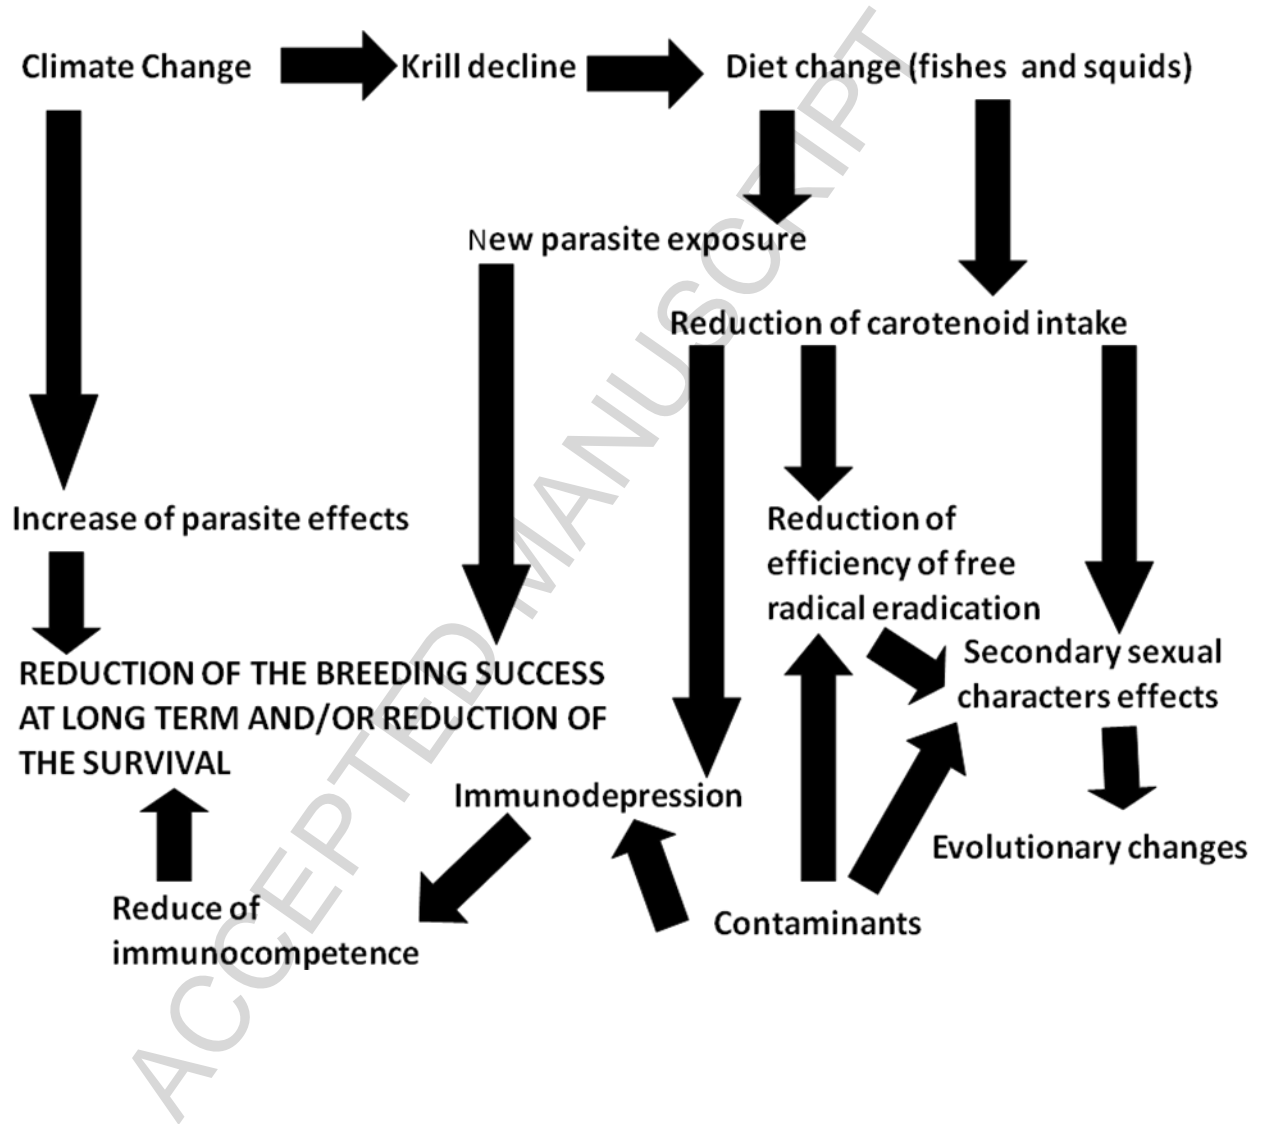 Climate Change
Krill decline
Diet change (fishes and squids)
New parasite exposure
Reduction of carotenoid intake
Increase of parasite effects
Reduction of
efficiency of free
radical eradication
Secondary sexual
characters effects
REDUCTION OF THE BREEDING SUCCESS
AT LONG TERM AND/OR REDUCTION OF
THE SURVIVAL
Immunodepression
Evolutionary changes
Reduce of
immunocompetence
Contaminants
ACCEPTED MANUSCRIPT